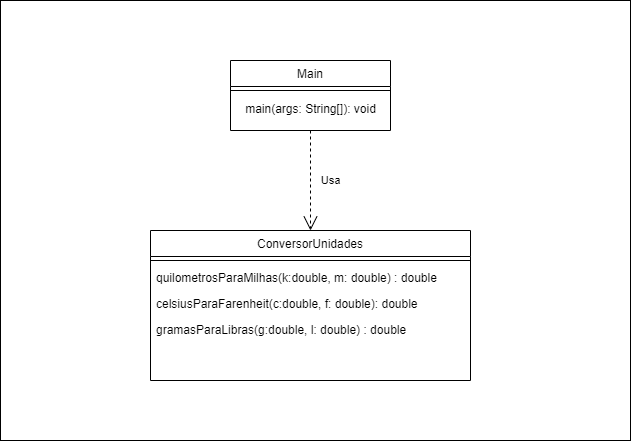 Main
main(args: String[]): void
Usa
ConversorUnidades
quilometrosParaMilhas(k:double, m: double) : double
celsiusParaFarenheit(c:double, f: double): double
gramasParaLibras(g:double, l: double) : double